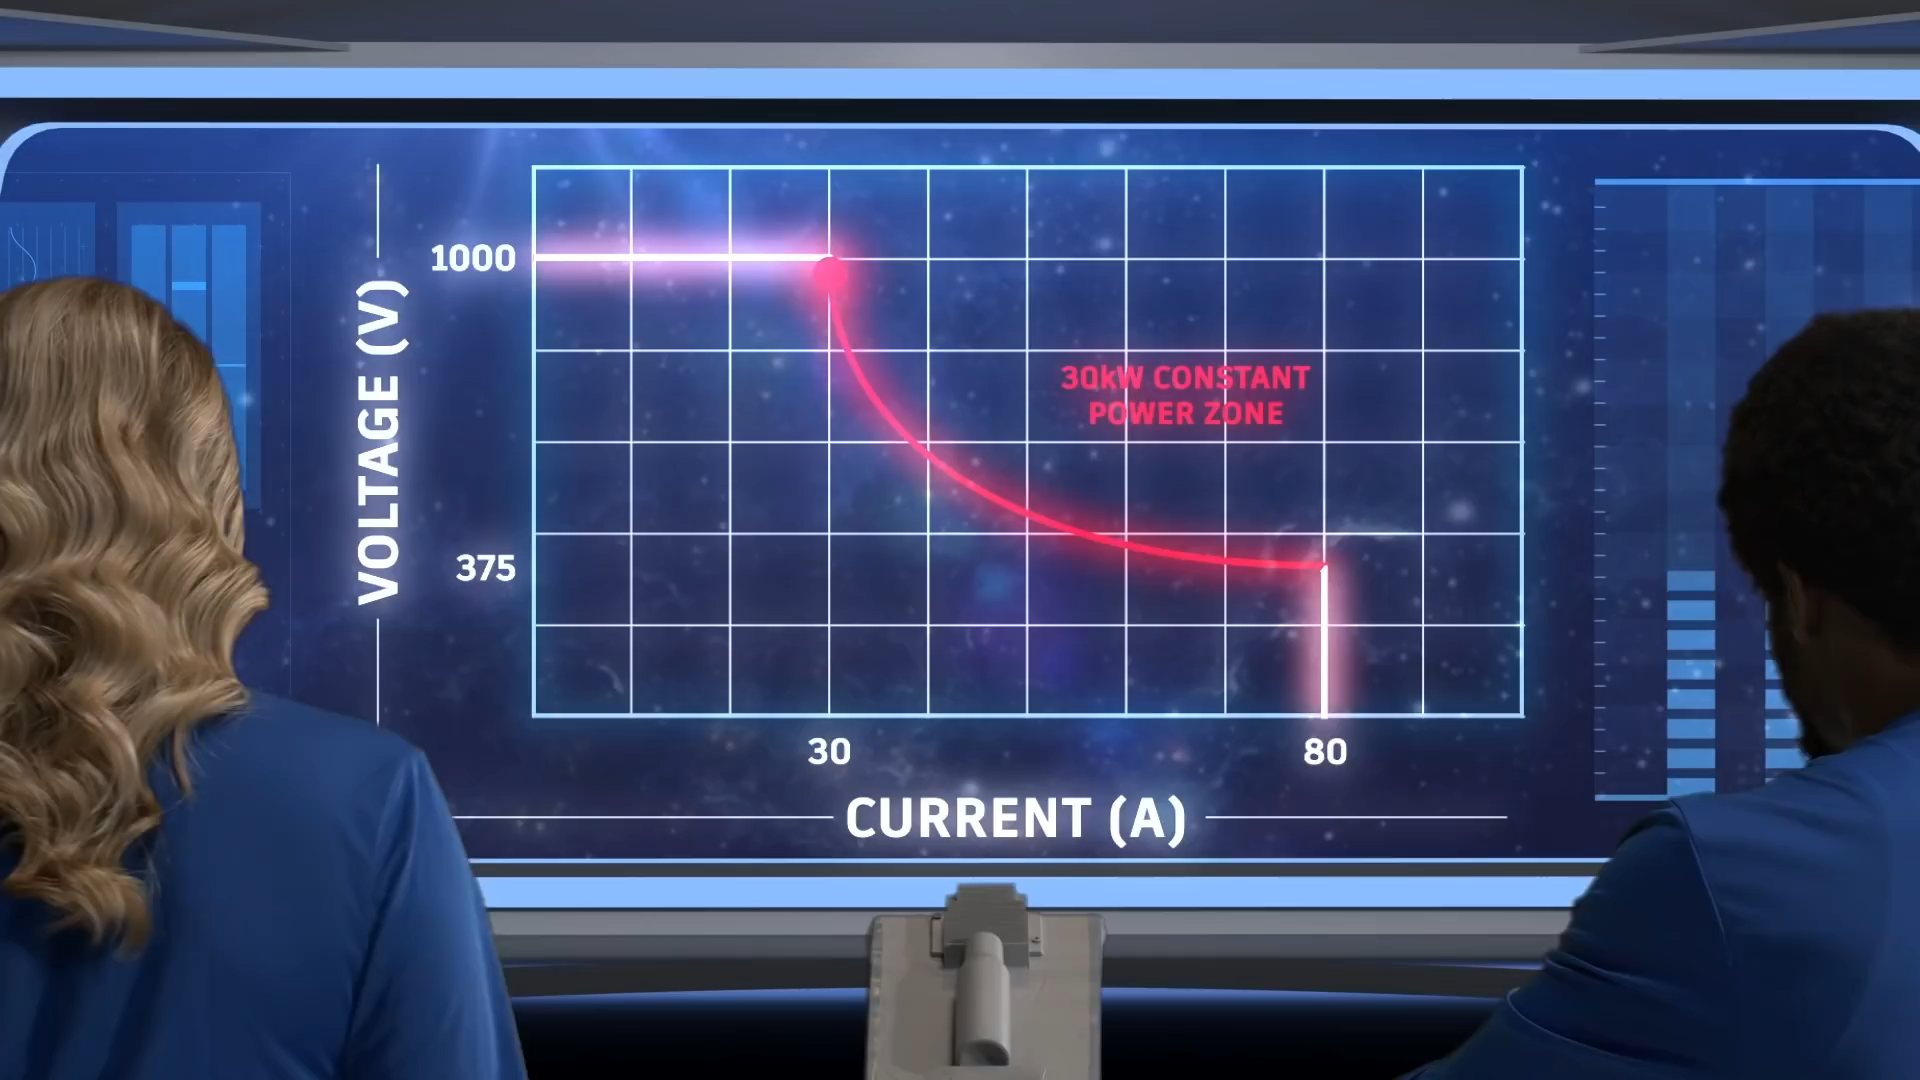 1000
375
VOLTAGE (V)
30kW CONSTANT
POWER ZONE
30
80
CURRENT (A)